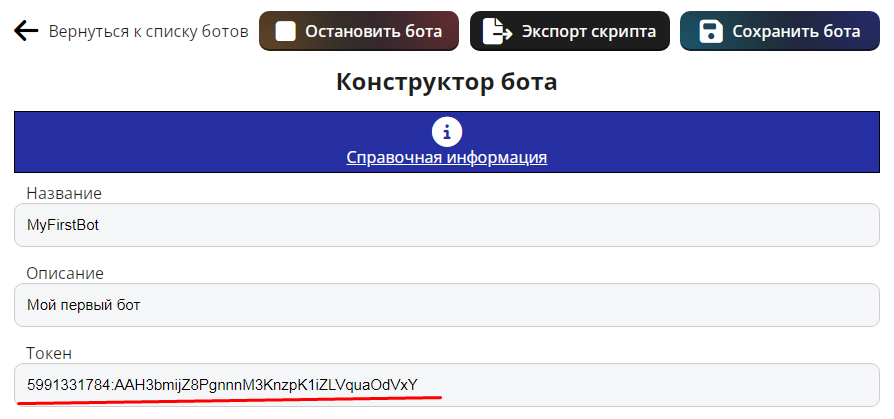 Вернуться к списку ботов
Остановить бота
Экспорт скрипта
Сохранить бота
Конструктор бота
Справочная информация
Название
MyFirstBot
Описание
Мой первый бот
Токен
5991331784:AAH3bmijZ8PgnnnM3KnzpK1iZLVquaOdVxY